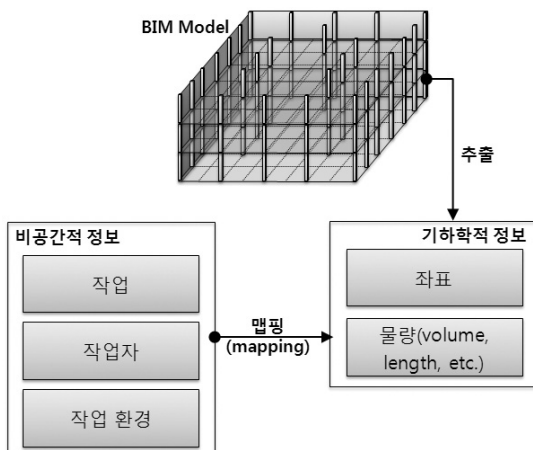 BIM Model
추출
비공간적 정보
작업
작업자
작업 환경
맵핑
(mapping)
기하학적 정보
좌표
물량(volume,
length, etc.)